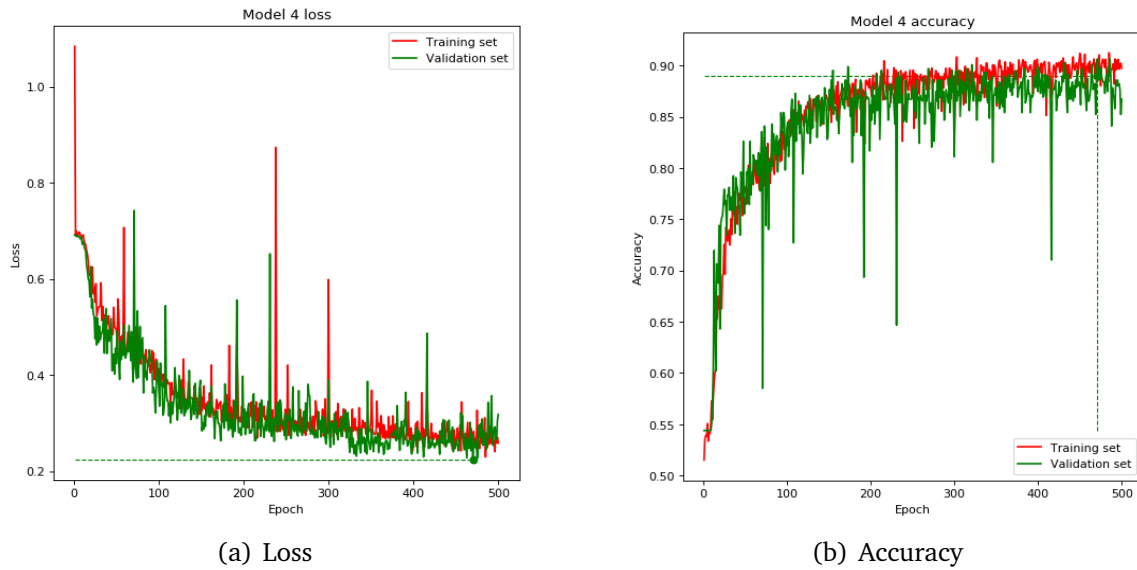 Model 4 loss
Training set
Validation set
1.0
0.8
0.6
0.4
0.2
Loss
0 100 200 300 400 500
Epoch
(a) Loss
Model 4 accuracy
0.90
0.85
0.80
0.75
0.70
0.65
0.60
0.55
0.50
Accuracy
Training set
Validation set
0 100 200 300 400 500
Epoch
(b) Accuracy